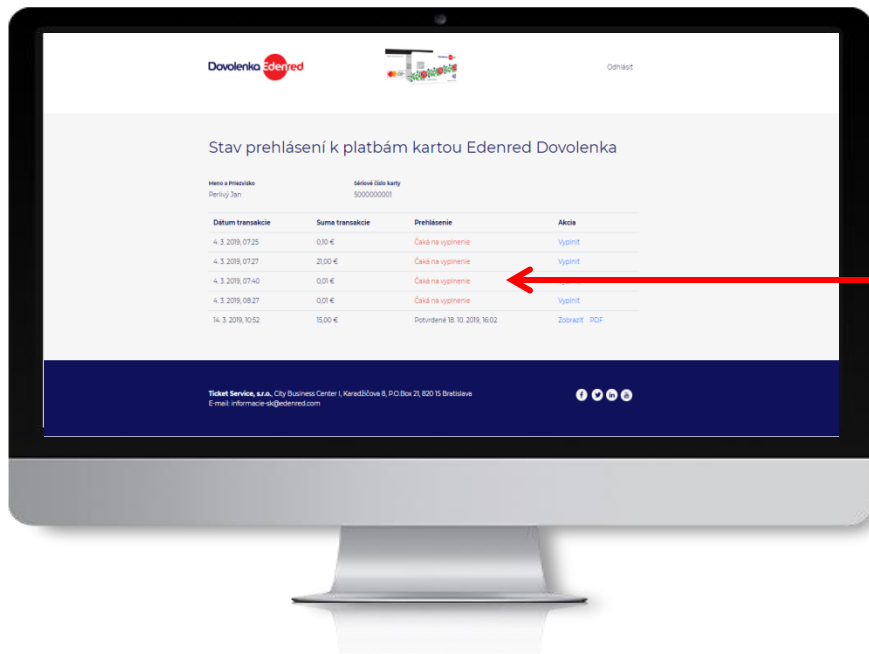 Dovolenka Edenred
Odhlásiť
Stav prehlásení k platbám kartou Edenred Dovolenka
Meno a Priezvisko Sériové číslo karty
Perlivý Jan 5000000001
Dátum transakcie Suma transakcie Prehlásenie Akcia
4. 3. 2019, 07:25 0,10 € Čaká na vyplnenie Vyplniť
4. 3. 2019, 07:27 21,00 € Čaká na vyplnenie Vyplniť
4. 3. 2019, 07:40 0,01 € Čaká na vyplnenie
4. 3. 2019, 08:27 0,01 € Čaká na vyplnenie Vyplniť
14. 3. 2019, 10:52 15,00 € Potvrdené 18. 10. 2019, 16:02 Zobraziť PDF
Ticket Service, s.r.o., City Business Center I, Karadžičova 8, P.O.Box 21, 820 15 Bratislava
E-mail: informacie-sk@edenred.com